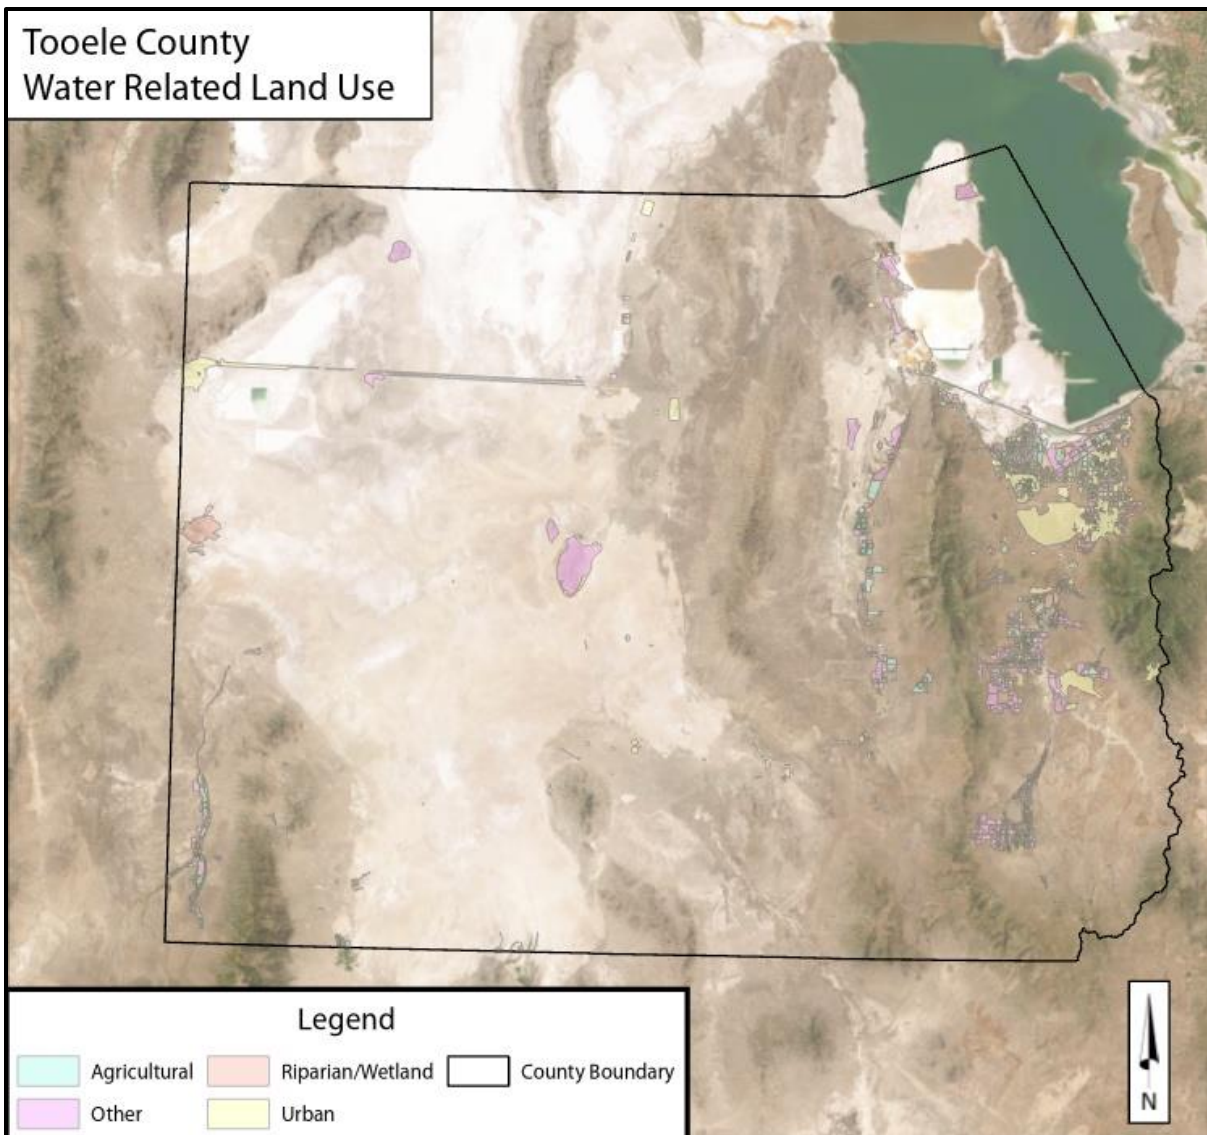 Tooele County
Water Related Land Use
Legend
Agricultural
Riparian/Wetland
County Boundary
Other
Urban
N